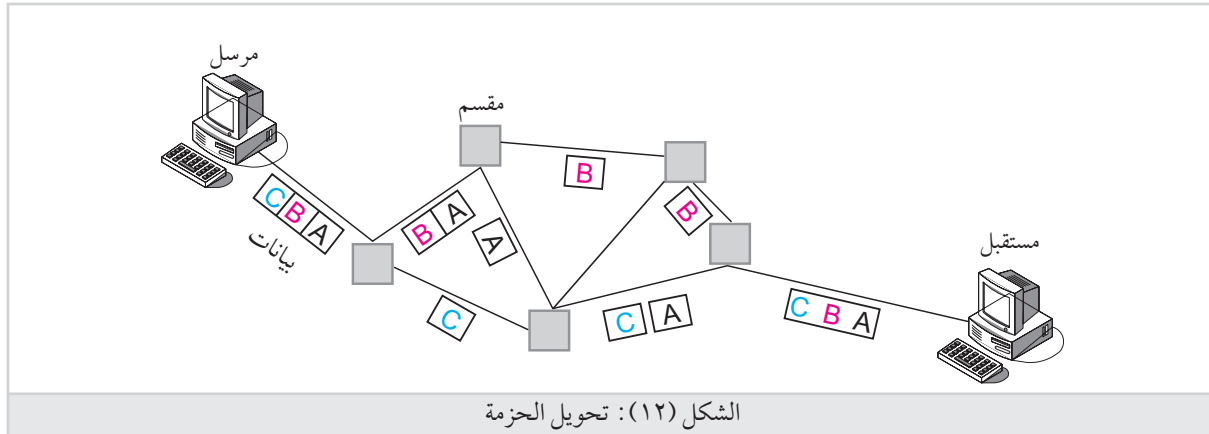 مرسل
مقسم
B
C B A
B A
A
B
بيانات
مستقبل
C
C A
C B A
الشكل (١٢): تحويل الحزمة